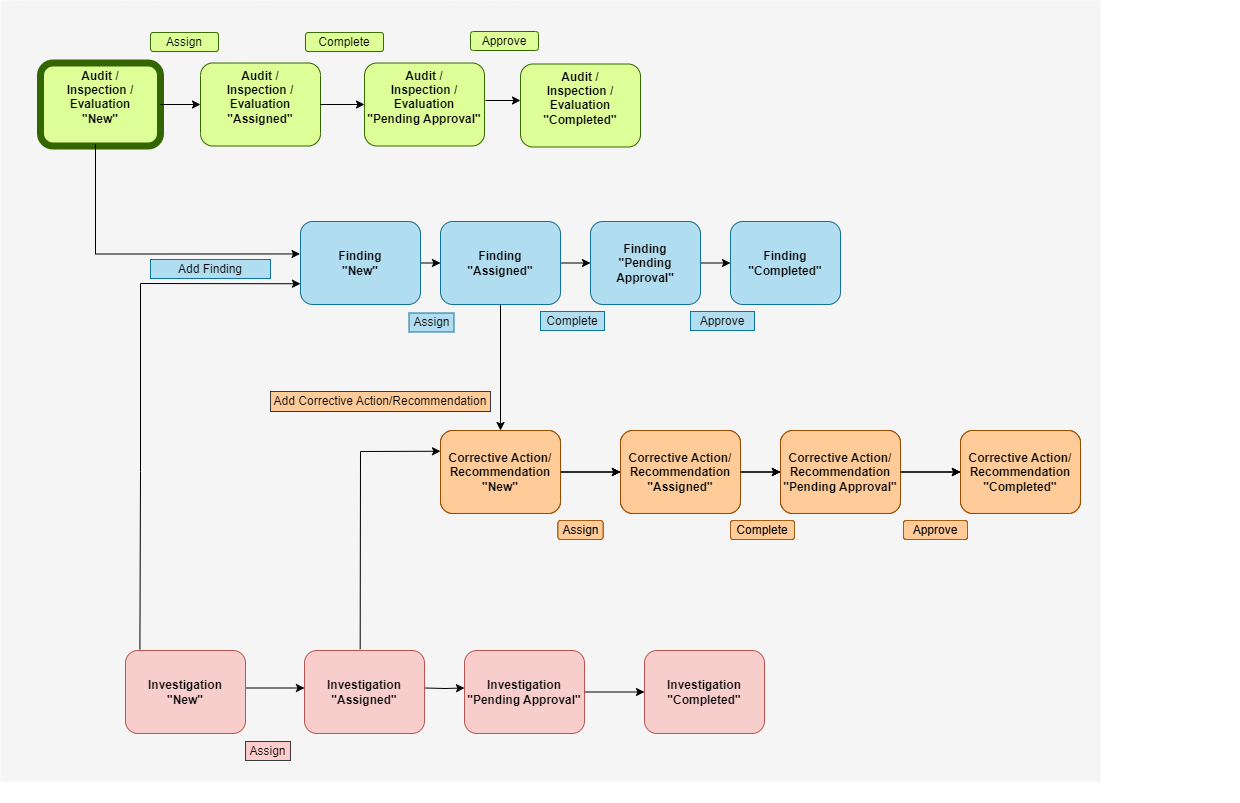 Assign
Complete
Approve
Audit /
Inspection /
Evaluation
"New"
Audit /
Inspection /
Evaluation
"Assigned"
Audit /
Inspection /
Evaluation
"Pending Approval"
Audit /
Inspection /
Evaluation
"Completed"
Add Finding
Finding
"New"
Finding
"Assigned"
Finding
"Pending
Approval"
Finding
"Completed"
Assign
Complete
Approve
Add Corrective Action/Recommendation
Corrective Action/
Recommendation
"New"
Corrective Action/
Recommendation
"Assigned"
Corrective Action/
Recommendation
"Pending Approval"
Corrective Action/
Recommendation
"Completed"
Assign
Complete
Approve
Investigation
"New"
Investigation
"Assigned"
Investigation
"Pending Approval"
Investigation
"Completed"
Assign